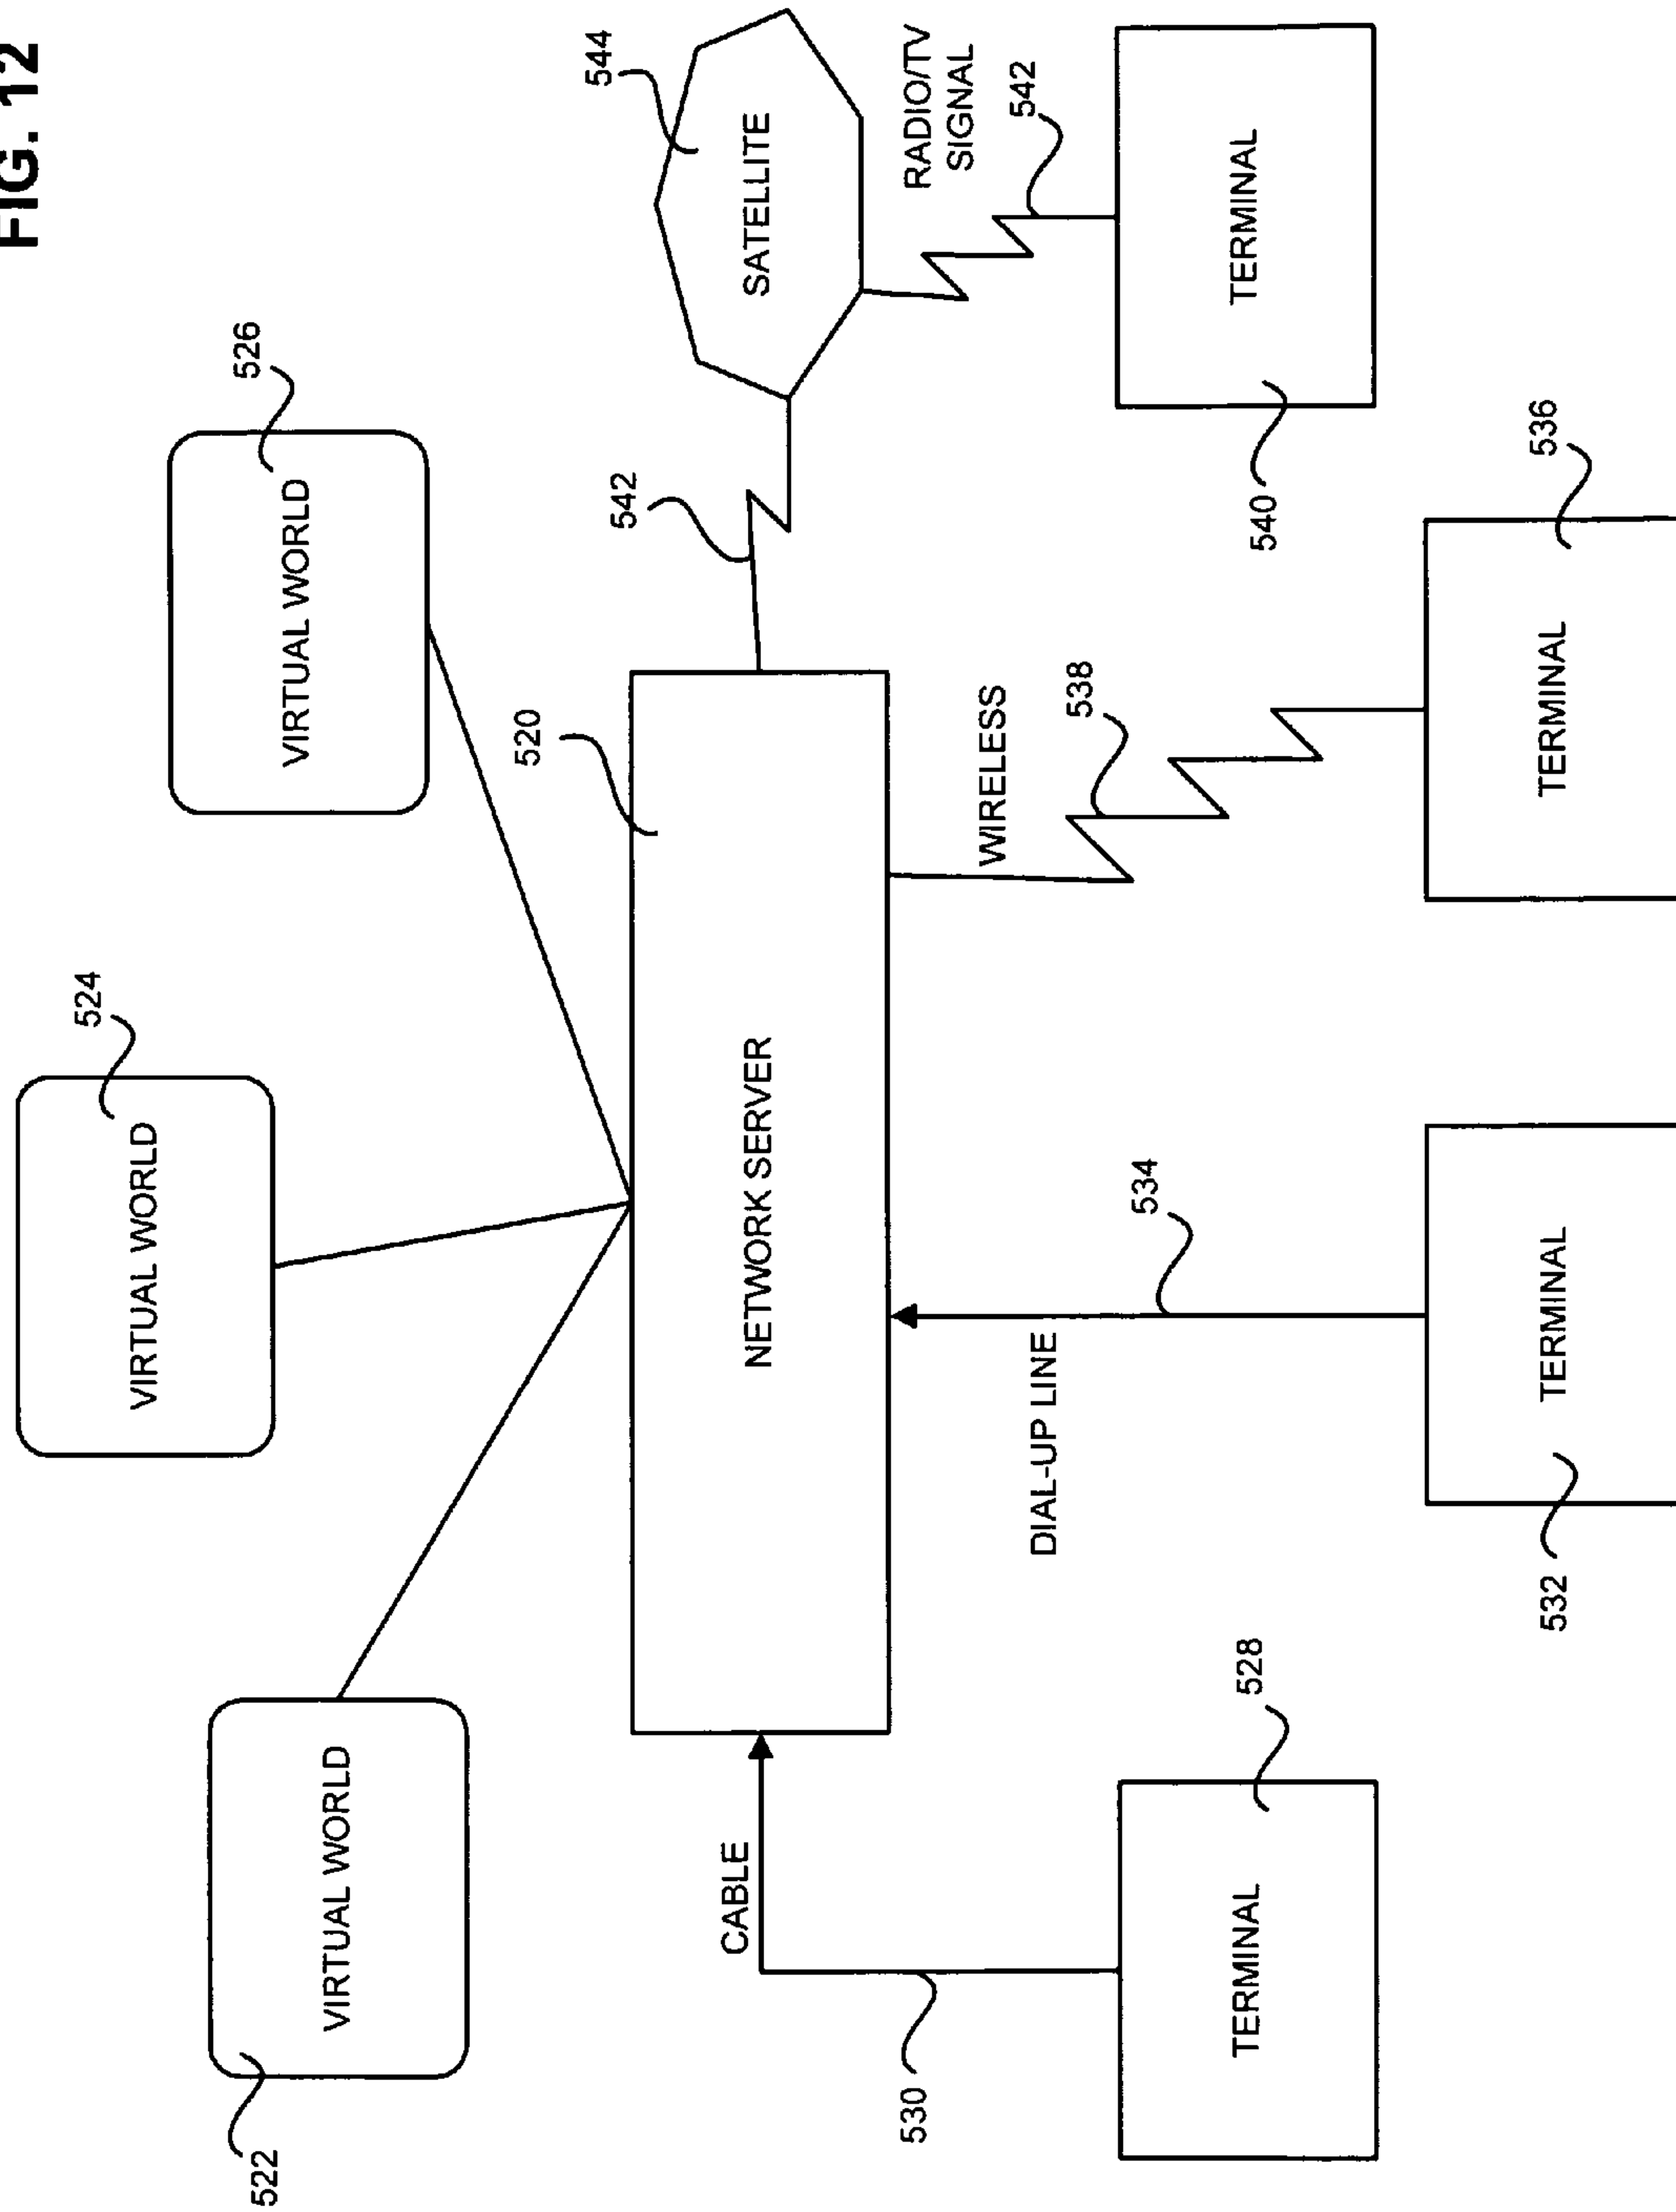 FIG. 12
524
VIRTUAL WORLD
526
VIRTUAL WORLD
522
VIRTUAL WORLD
544
SATELLITE
542
520
NETWORK SERVER
CABLE
RADIO/TV
SIGNAL
542
530
WIRELESS
538
DIAL-UP LINE
534
528
TERMINAL
540
TERMINAL
532
TERMINAL
536
TERMINAL